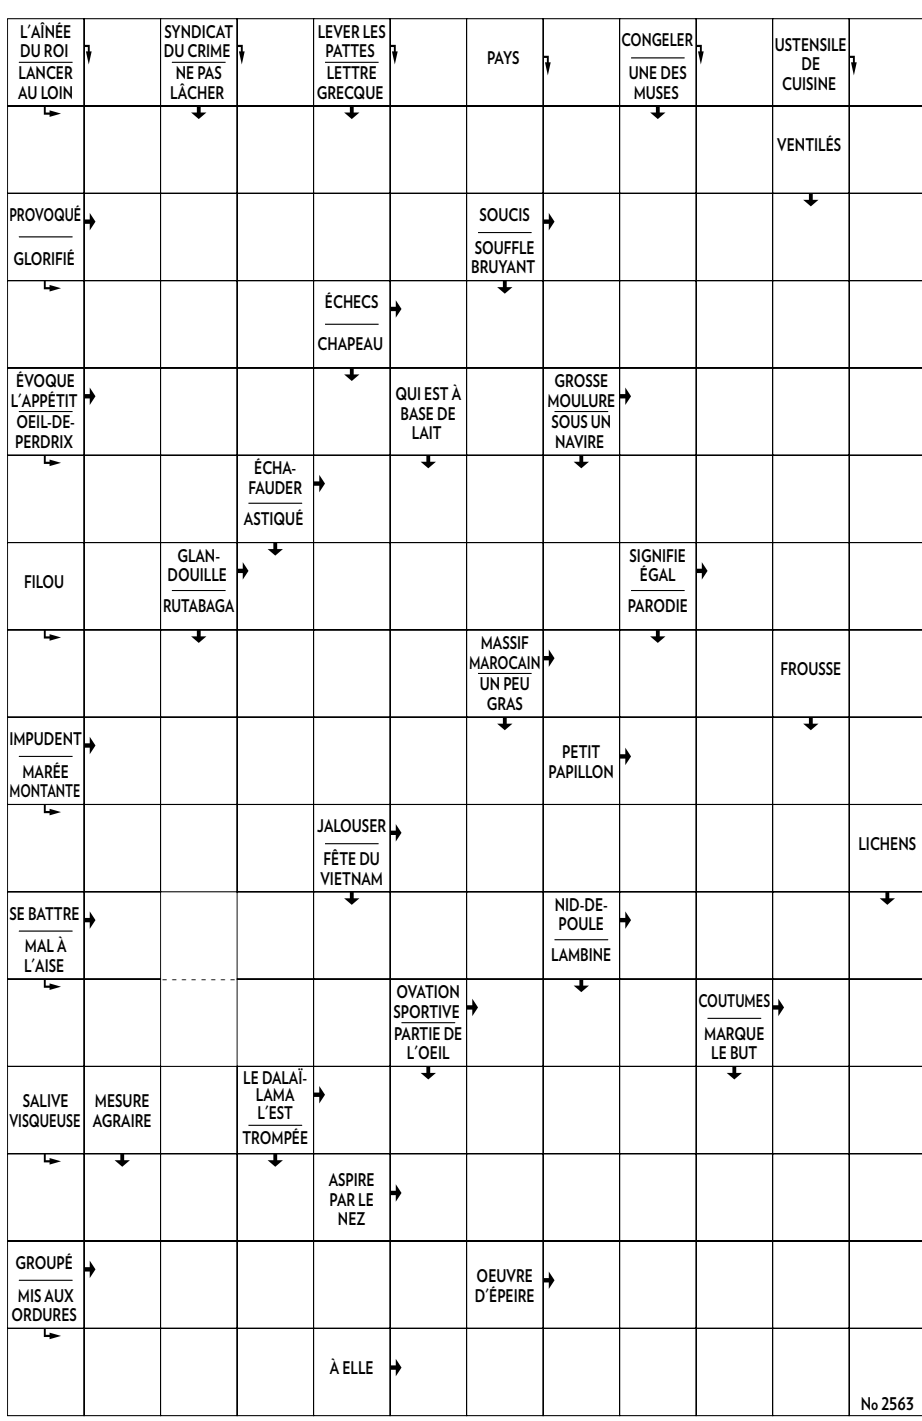 L'AÎNÉE
DU ROI
LANCER
AU LOIN
SYNDICAT
DU CRIME
NE PAS
LÂCHER
LEVER LES
PATTES
LETTRE
GRECQUE
PAYS
CONGELER
UNE DES
MUSES
USTENSILE
DE
CUISINE
VENTILÉS
PROVOQUÉ
GLORIFIÉ
SOUCIS
SOUFFLE
BRUYANT
ÉCHECS
CHAPEAU
ÉVOQUE
L'APPÉTIT
OEIL-DE-
PERDRIX
QUI EST À
BASE DE
LAIT
GROSSE
MOULURE
SOUS UN
NAVIRE
ÉCHA-
FAUDER
ASTIQUÉ
FILOU
GLAN-
DOUILLE
RUTABAGA
SIGNIFIE
ÉGAL
PARODIE
MASSIF
MAROCAIN
UN PEU
GRAS
FROUSSE
IMPUDENT
MARÉE
MONTANTE
PETIT
PAPILLON
JALOUSER
FÊTE DU
VIETNAM
LICHENS
SE BATTRE
MAL À
L'AISE
NID-DE-
POULE
LAMBINE
OVATION
SPORTIVE
PARTIE DE
L'OEIL
COUTUMES
MARQUE
LE BUT
SALIVE
VISQUEUSE
MESURE
AGRAIRE
LE DALAÏ-
LAMA
L'EST
TROMPÉE
ASPIRE
PAR LE
NEZ
GROUPÉ
MIS AUX
ORDURES
OEUVRE
D'ÉPEIRE
À ELLE
No 2563